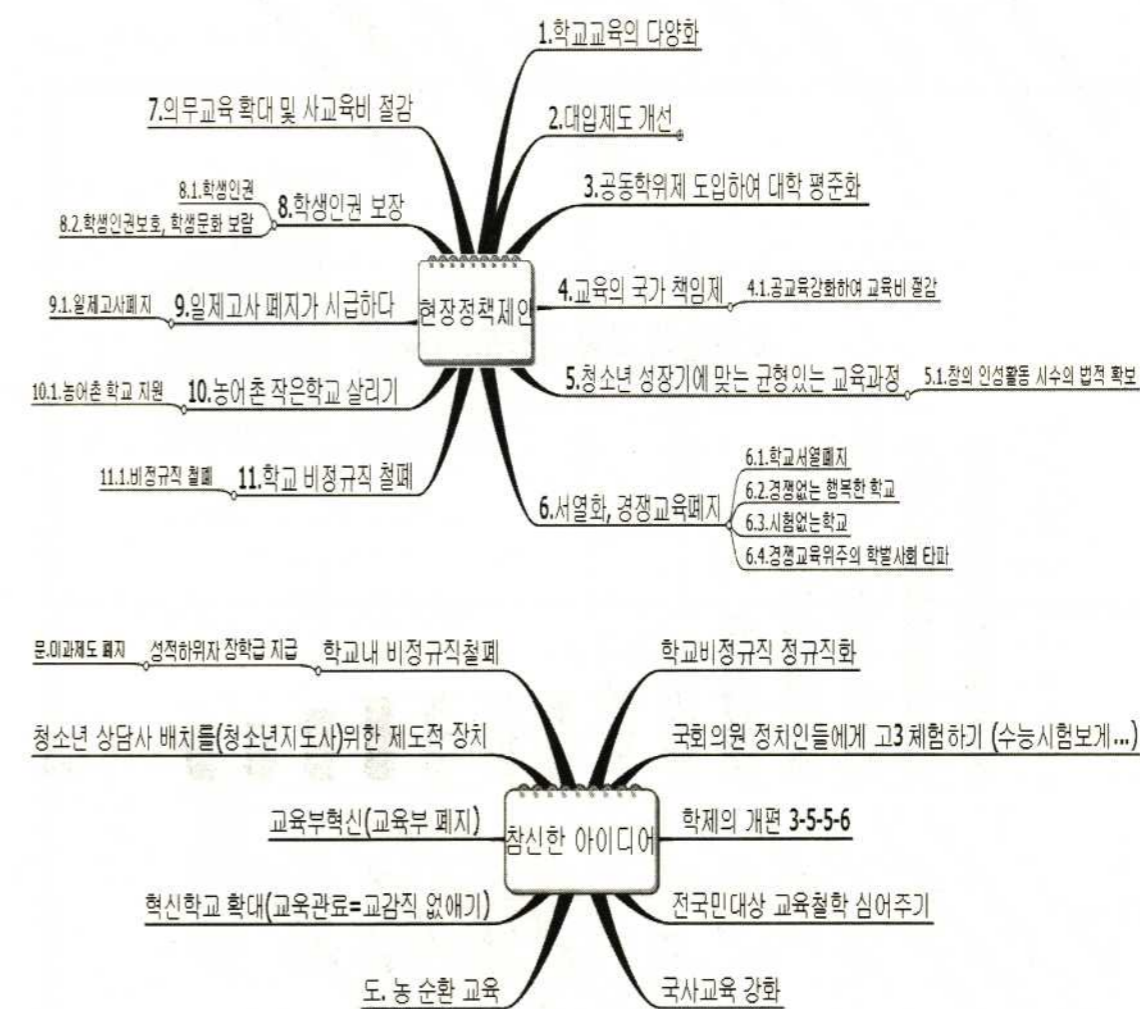 현장정책제안
1.학교교육의 다양화
2.대입제도 개선
3.공동학위제 도입하여 대학 평준화
4.교육의 국가 책임제
4.1.공교육강화하여 교육비 절감
5.청소년 성장기에 맞는 균형있는 교육과정
5.1.창의 인성활동 시수의 법적 확보
6.서열화, 경쟁교육폐지
6.1.학교서열폐지
6.2.경쟁없는 행복한 학교
6.3.시험없는학교
6.4.경쟁교육위주의 학벌사회 타파
7.의무교육 확대 및 사교육비 절감
8.학생인권 보장
8.1.학생인권
8.2.학생인권보호, 학생문화 보람
9.일제고사 폐지가 시급하다
9.1.일제고사폐지
10.농어촌 작은학교 살리기
10.1.농어촌 학교 지원
11.학교 비정규직 철폐
11.1.비정규직 철폐
참신한 아이디어
학교비정규직 정규직화
국회의원 정치인들에게 고3 체험하기 (수능시험보게...)
학제의 개편 3-5-5-6
전국민대상 교육철학 심어주기
국사교육 강화
학교내 비정규직철폐
성적하위자 장학급 지급
문.이과제도 폐지
청소년 상담사 배치를(청소년지도사)위한 제도적 장치
교육부혁신(교육부 폐지)
혁신학교 확대(교육관료=교감직 없애기)
도. 농 순환 교육